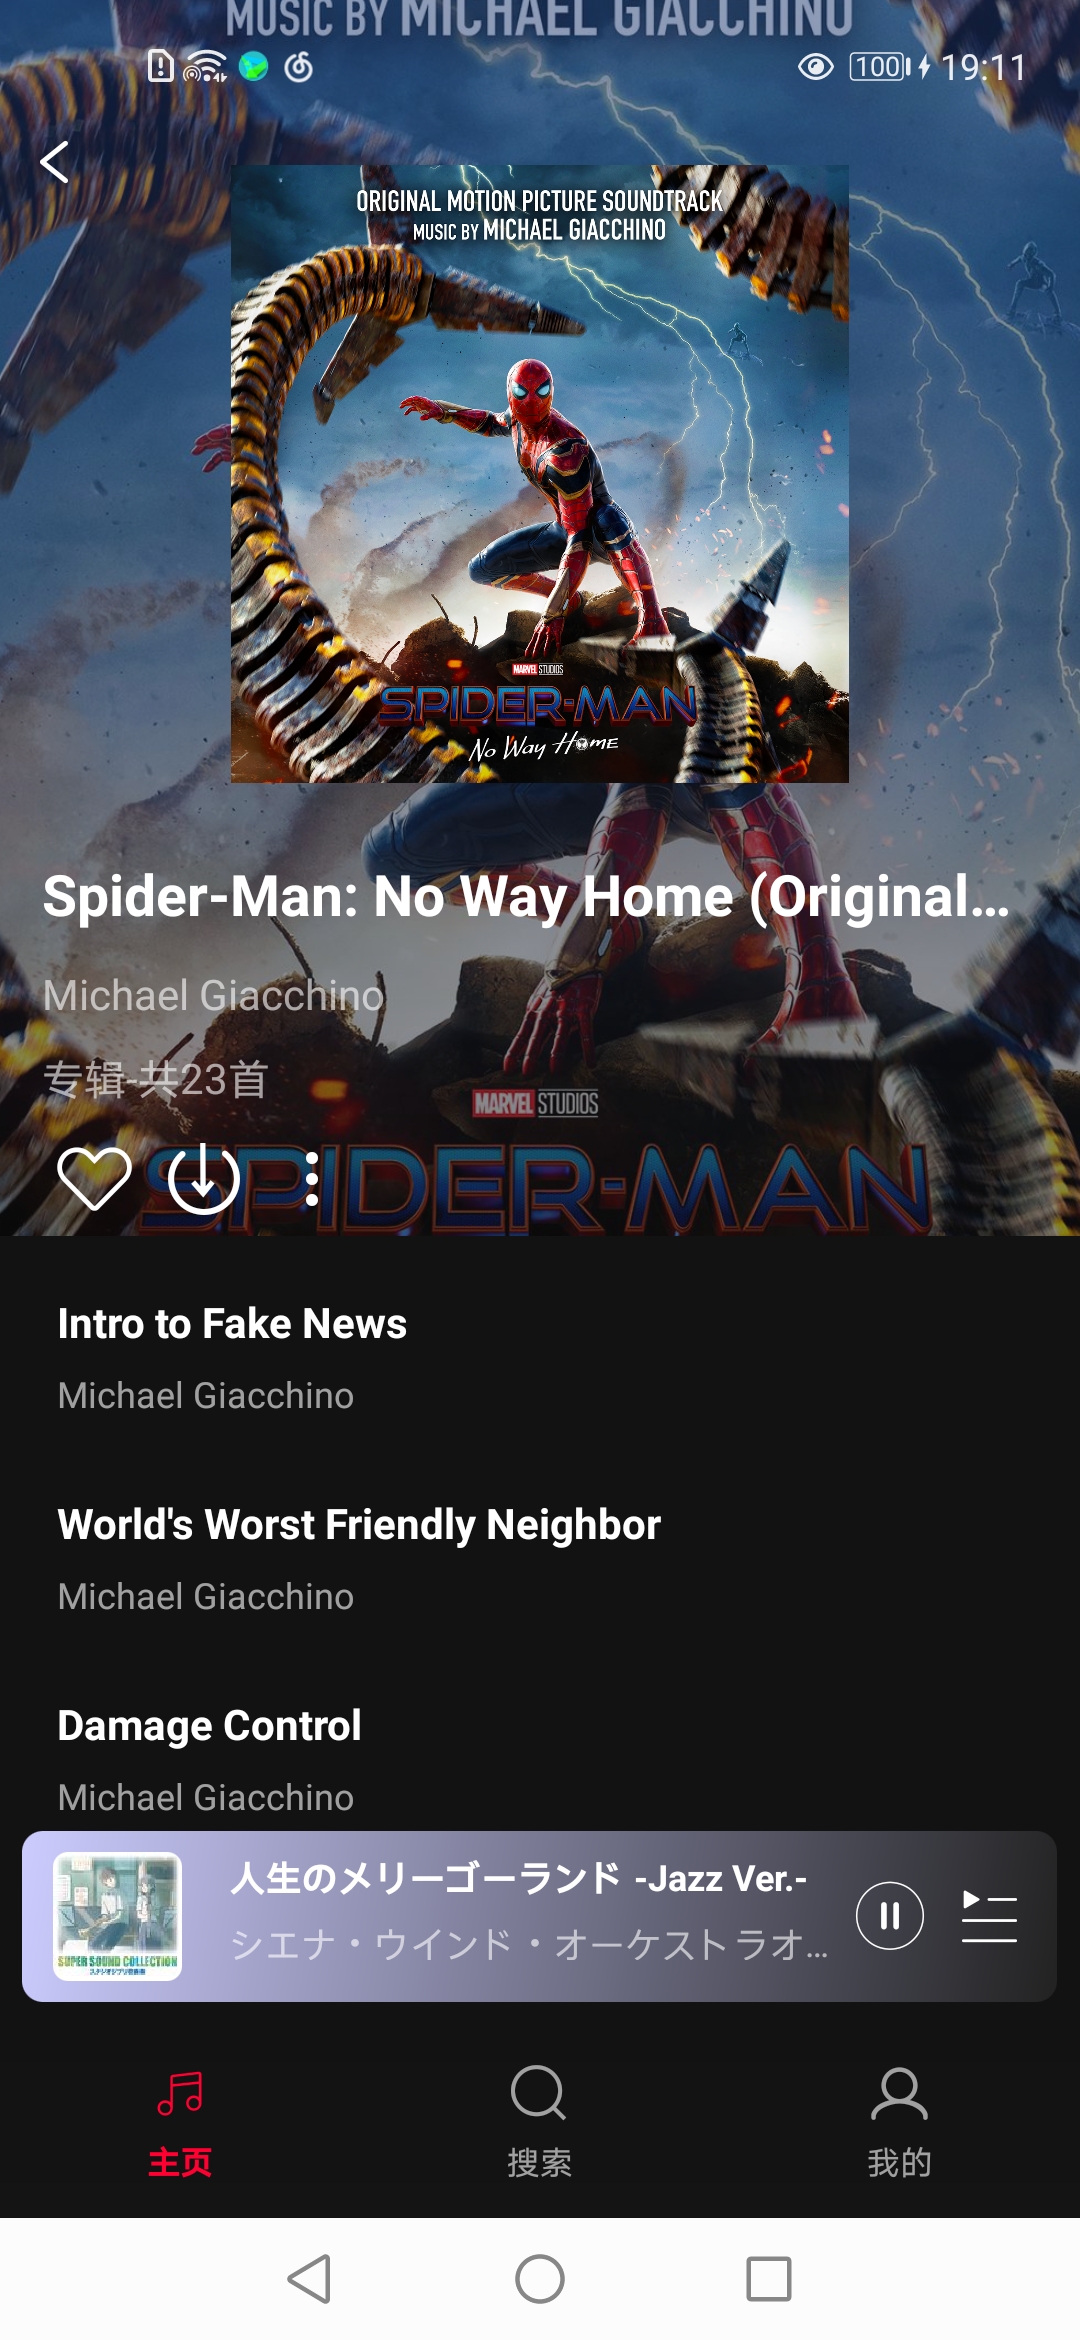 MUSIC BY MICHAEL GIACCHINO
100 19:11
ORIGINAL MOTION PICTURE SOUNDTRACK
MUSIC BY MICHAEL GIACCHINO
MARVEL STUDIOS
SPIDER-MAN
No Way Home
Spider-Man: No Way Home (Original...
Michael Giacchino
专辑-共23首
MARVEL STUDIOS
SPIDER-MAN
Intro to Fake News
Michael Giacchino
World's Worst Friendly Neighbor
Michael Giacchino
Damage Control
Michael Giacchino
人生のメリーゴーランド -Jazz Ver.-
シエナ・ウインド・オーケストラオ...
SUPER SOUND COLLECTION
主页
搜索
我的